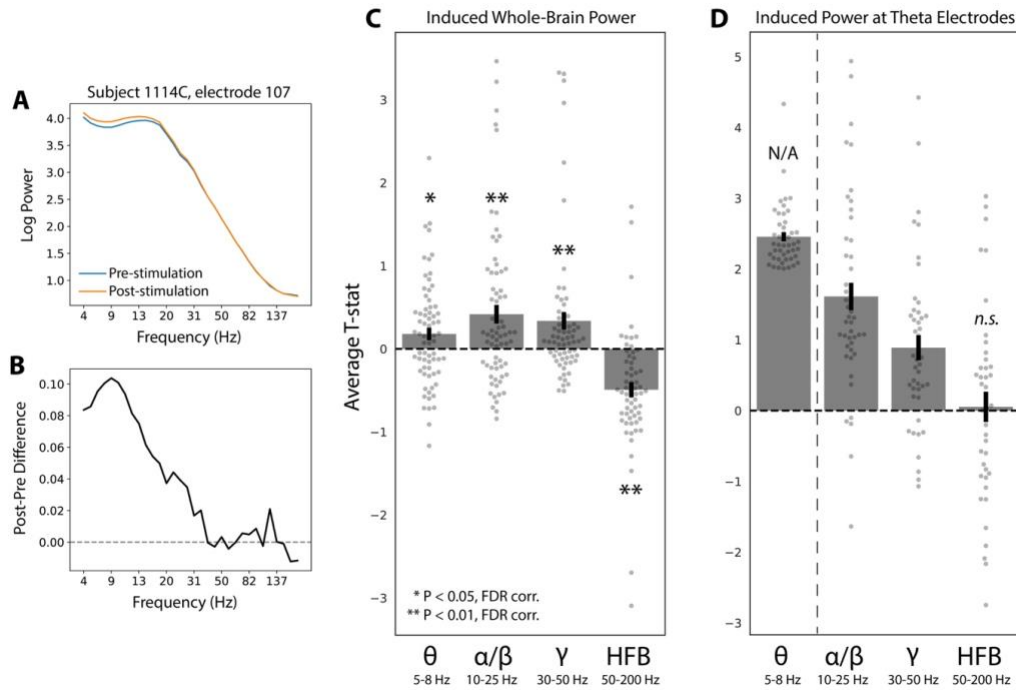 A
Subject 1114C, electrode 107
Log Power
4.0
3.5
3.0
2.5
2.0
1.5
1.0
Pre-stimulation
Post-stimulation
4 9 13 20 31 50 82 137
Frequency (Hz)
B
Post-Pre Difference
0.10
0.08
0.06
0.04
0.02
0.00
4 9 13 20 31 50 82 137
Frequency (Hz)
C
Induced Whole-Brain Power
Average T-stat
3
2
1
0
−1
−2
−3
*
**
**
**
* P < 0.05, FDR corr.
** P < 0.01, FDR corr.
θ α/β γ HFB
5-8 Hz 10-25 Hz 30-50 Hz 50-200 Hz
D
Induced Power at Theta Electrodes
5
4
3
2
1
0
−1
−2
−3
N/A
n.s.
θ α/β γ HFB
5-8 Hz 10-25 Hz 30-50 Hz 50-200 Hz